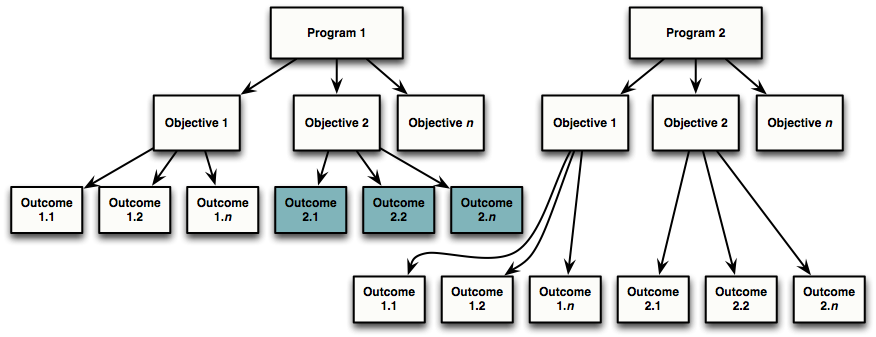 Program 1
Program 2
Objective 1
Objective 2
Objective n
Objective 1
Objective 2
Objective n
Outcome
1.1
Outcome
1.2
Outcome
1.n
Outcome
2.1
Outcome
2.2
Outcome
2.n
Outcome
1.1
Outcome
1.2
Outcome
1.n
Outcome
2.1
Outcome
2.2
Outcome
2.n